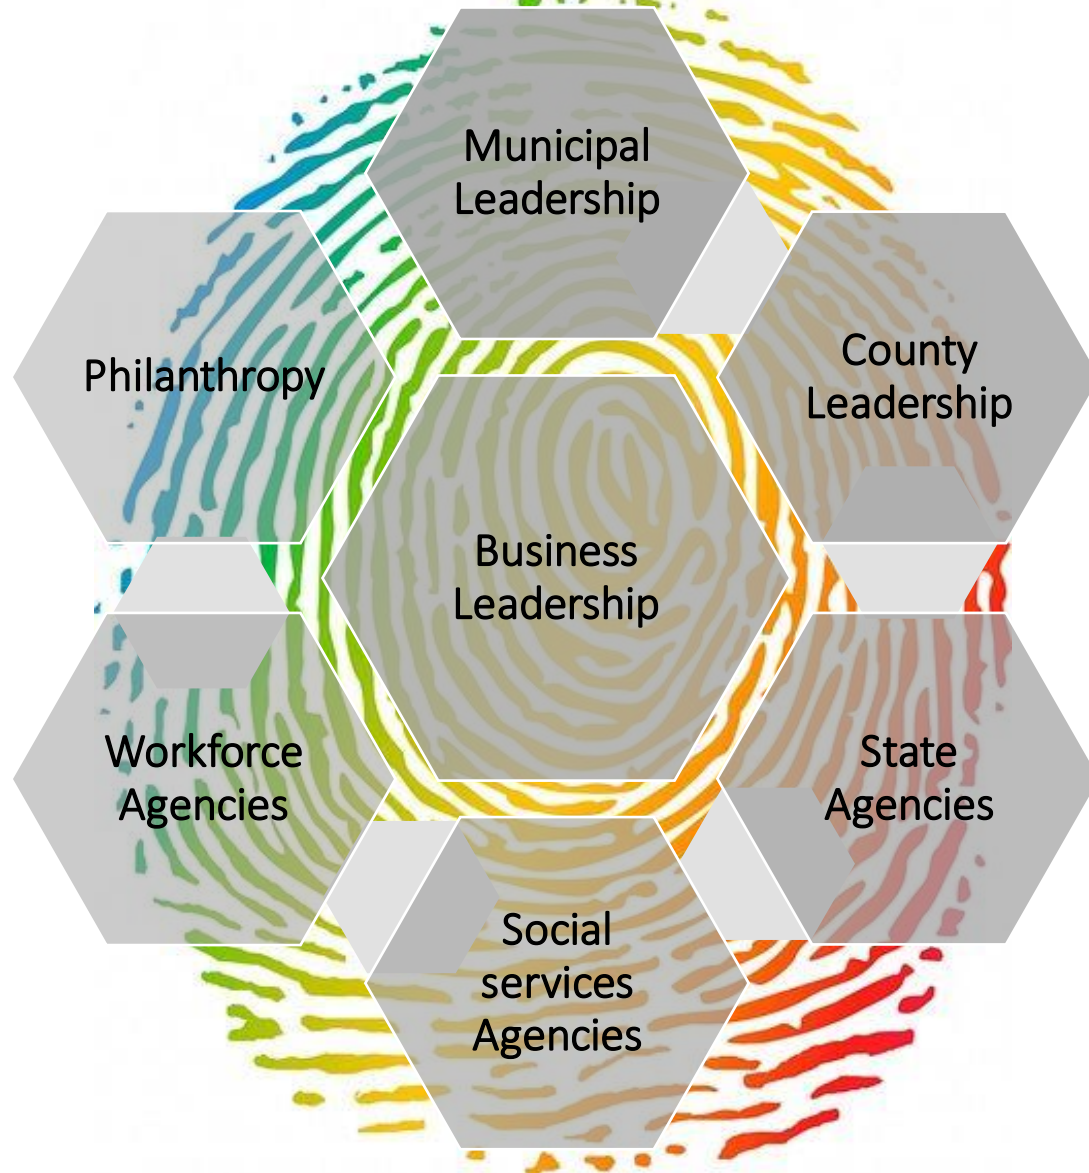 Municipal
Leadership
County
Leadership
Philanthropy
Business
Leadership
State
Agencies
Workforce
Agencies
Social
services
Agencies